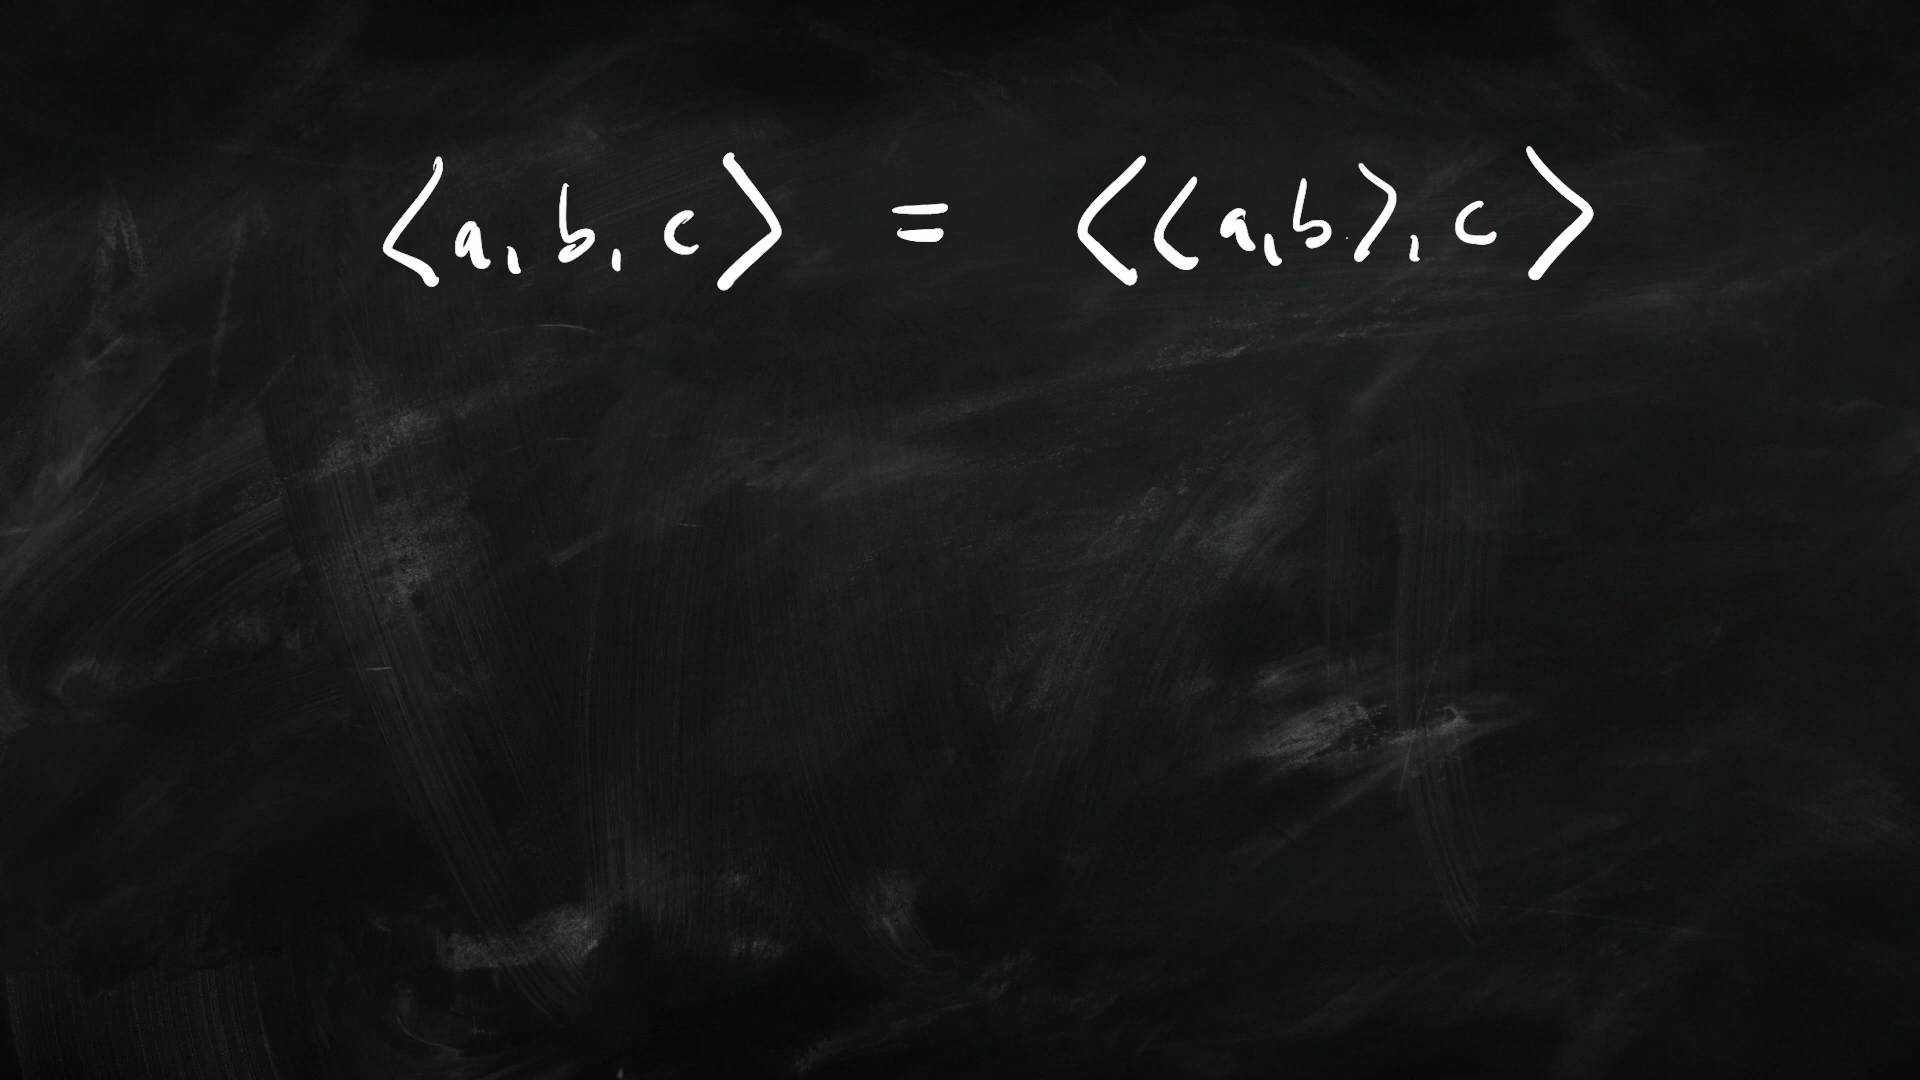 ⟨a, b, c⟩ = ⟨⟨a, b⟩, c⟩